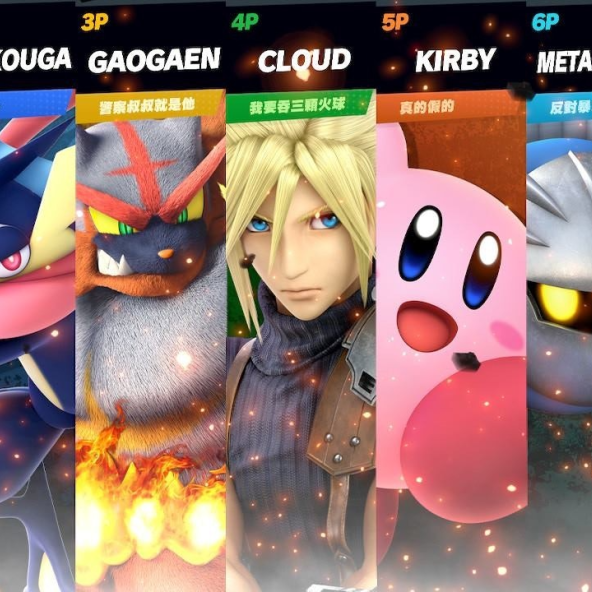 KOUGA
3P
GAOGAEN
警察叔叔就是他
4P
CLOUD
我要吞三顆火球
5P
KIRBY
真的假的
6P
META
反對暴